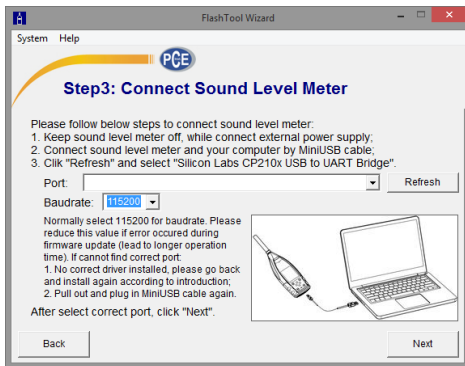 FlashTool Wizard
System Help
PCE
Step3: Connect Sound Level Meter
Please follow below steps to connect sound level meter:
1. Keep sound level meter off, while connect external power supply;
2. Connect sound level meter and your computer by MiniUSB cable;
3. Clik "Refresh" and select "Silicon Labs CP210x USB to UART Bridge".
Port: Refresh
Baudrate: 115200
Normally select 115200 for baudrate. Please
reduce this value if error occured during
firmware update (lead to longer operation
time). If cannot find correct port:
1. No correct driver installed, please go back
and install again according to introduction;
2. Pull out and plug in MiniUSB cable again.
After select correct port, click "Next".
Back Next